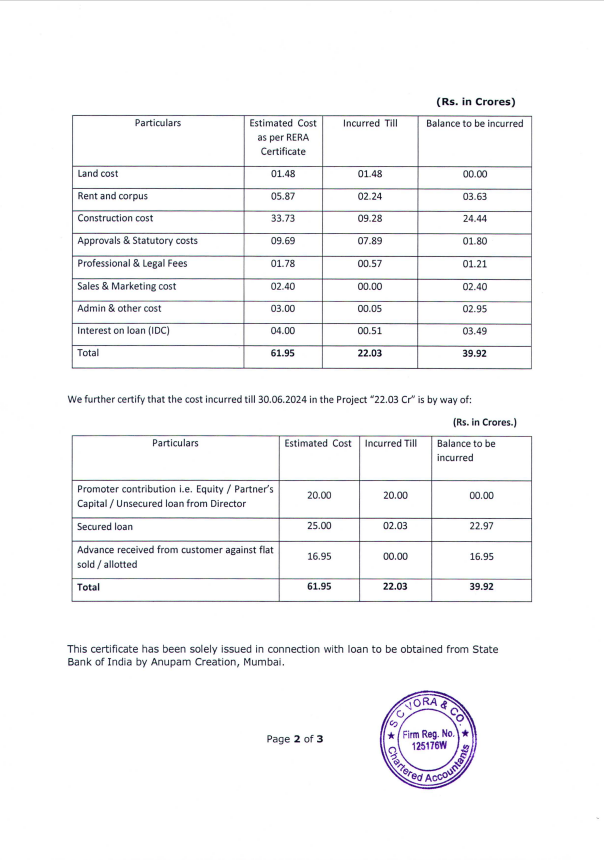 (Rs. in Crores)
Particulars Estimated Cost Incurred Till Balance to be incurred
as per RERA
Certificate
Land cost 01.48 01.48 00.00
Rent and corpus 05.87 02.24 03.63
Construction cost 33.73 09.28 24.44
Approvals & Statutory costs 09.69 07.89 01.80
Professional & Legal Fees 01.78 00.57 01.21
Sales & Marketing cost 02.40 00.00 02.40
Admin & other cost 03.00 00.05 02.95
Interest on loan (IDC) 04.00 00.51 03.49
Total 61.95 22.03 39.92
We further certify that the cost incurred till 30.06.2024 in the Project "22.03 Cr" is by way of:
(Rs. in Crores.)
Particulars Estimated Cost Incurred Till Balance to be
incurred
Promoter contribution i.e. Equity / Partner's
Capital / Unsecured loan from Director 20.00 20.00 00.00
Secured loan 25.00 02.03 22.97
Advance received from customer against flat
sold / allotted 16.95 00.00 16.95
Total 61.95 22.03 39.92
This certificate has been solely issued in connection with loan to be obtained from State
Bank of India by Anupam Creation, Mumbai.
Page 2 of 3
S C VORA & CO.
Firm Reg. No.
125176W
Chartered Accountants